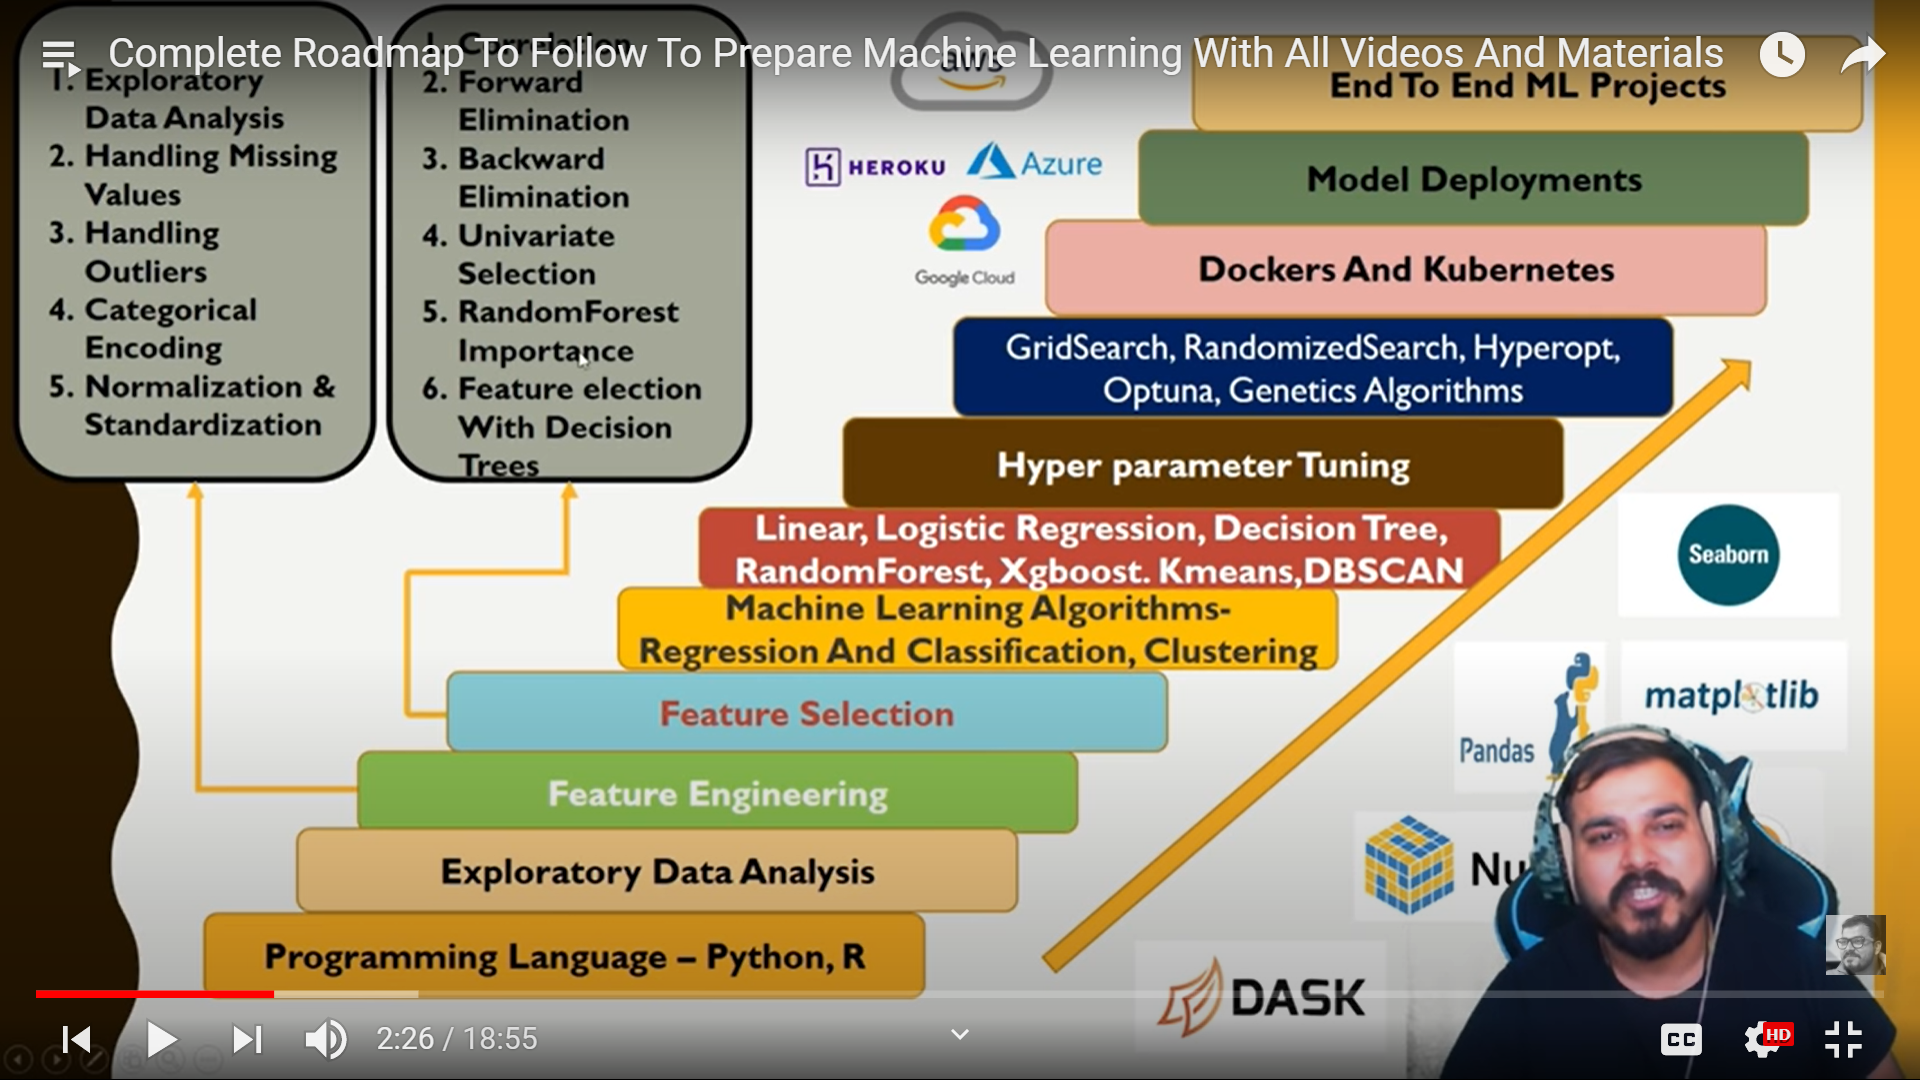 Complete Roadmap To Follow To Prepare Machine Learning With All Videos And Materials
1. Exploratory
Data Analysis
2. Handling Missing
Values
3. Handling
Outliers
4. Categorical
Encoding
5. Normalization &
Standardization
1. Correlation
2. Forward
Elimination
3. Backward
Elimination
4. Univariate
Selection
5. RandomForest
Importance
6. Feature election
With Decision
Trees
aws
HEROKU
Azure
Google Cloud
End To End ML Projects
Model Deployments
Dockers And Kubernetes
GridSearch, RandomizedSearch, Hyperopt,
Optuna, Genetics Algorithms
Hyper parameter Tuning
Linear, Logistic Regression, Decision Tree,
RandomForest, Xgboost. Kmeans,DBSCAN
Machine Learning Algorithms-
Regression And Classification, Clustering
Feature Selection
Feature Engineering
Exploratory Data Analysis
Programming Language – Python, R
Seaborn
matplotlib
Pandas
Nu
DASK
2:26 / 18:55
CC
HD